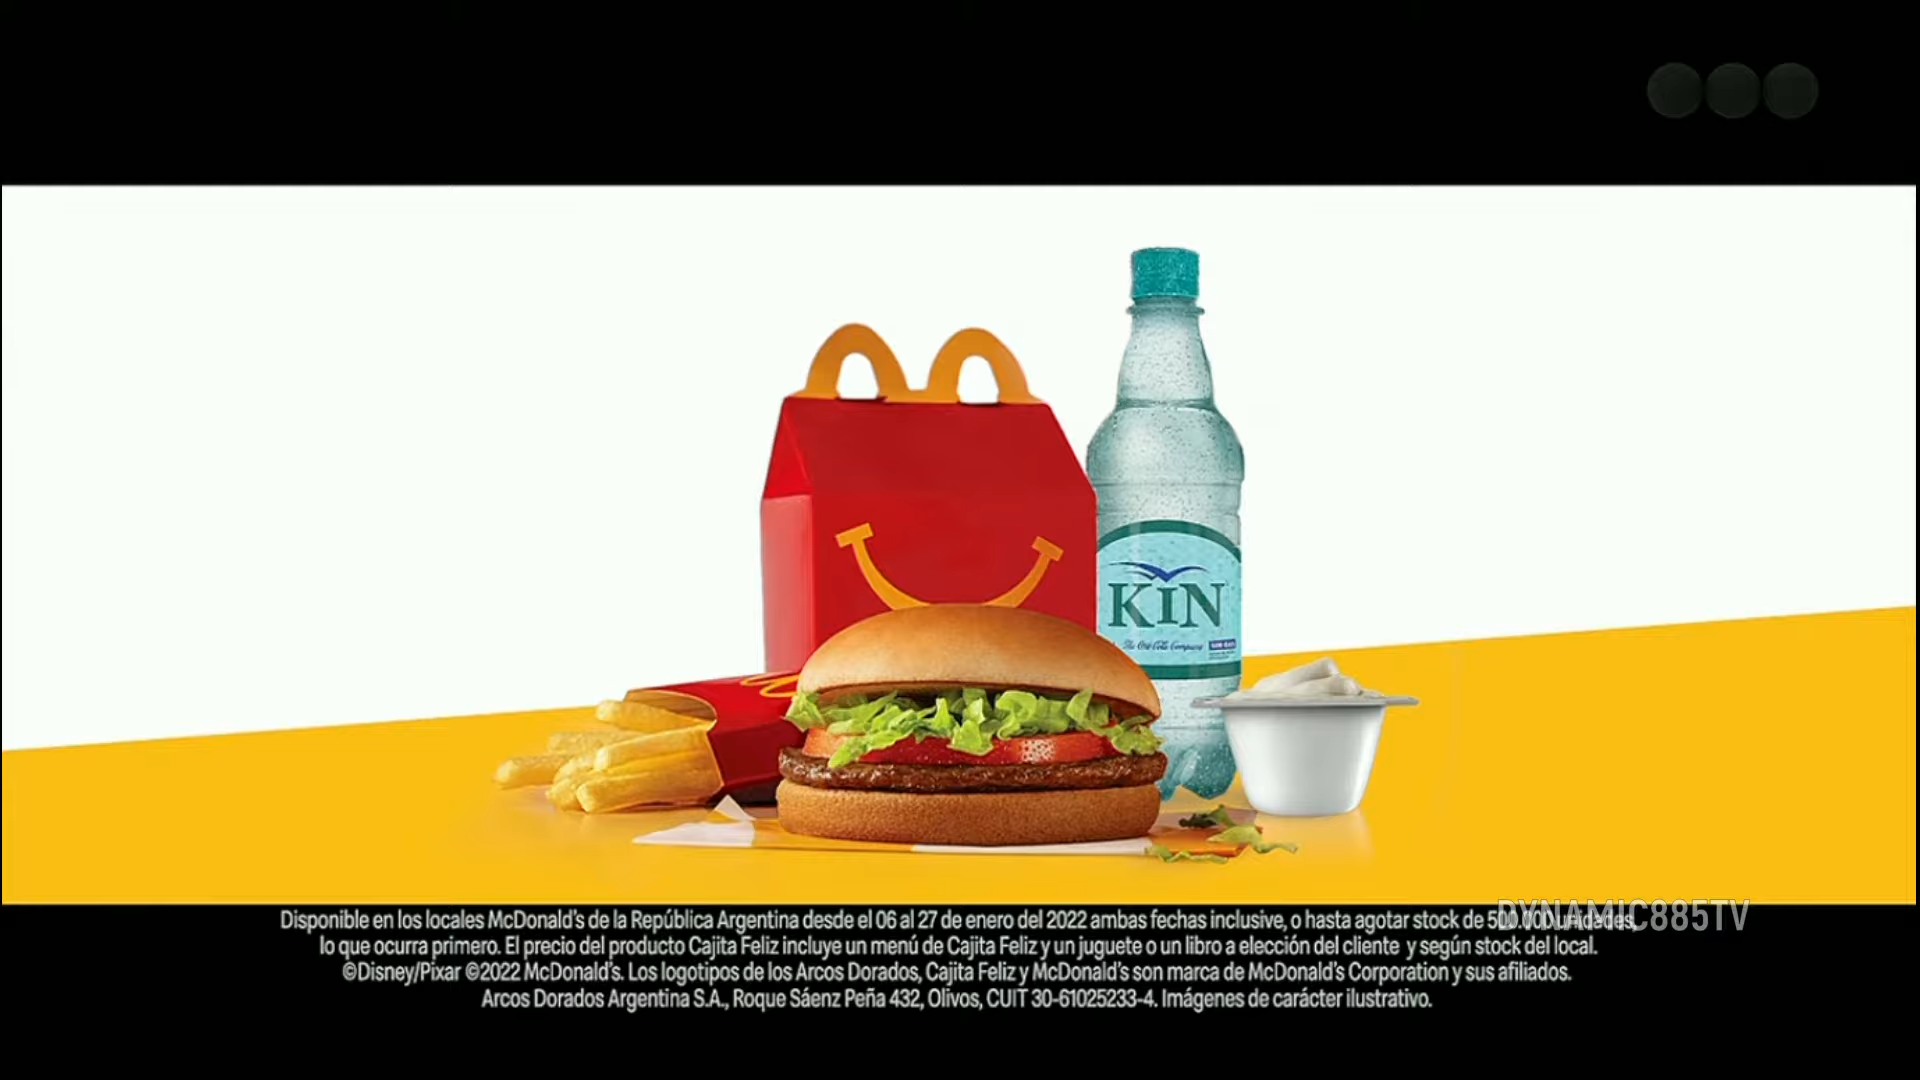 KIN
The Coca-Cola Company
Disponible en los locales McDonald's de la República Argentina desde el 06 al 27 de enero del 2022 ambas fechas inclusive, o hasta agotar stock de 500.000 unidades,
DYNAMIC885TV
lo que ocurra primero. El precio del producto Cajita Feliz incluye un menú de Cajita Feliz y un juguete o un libro a elección del cliente y según stock del local.
©Disney/Pixar ©2022 McDonald's. Los logotipos de los Arcos Dorados, Cajita Feliz y McDonald's son marca de McDonald's Corporation y sus afiliados.
Arcos Dorados Argentina S.A., Roque Sáenz Peña 432, Olivos, CUIT 30-61025233-4. Imágenes de carácter ilustrativo.